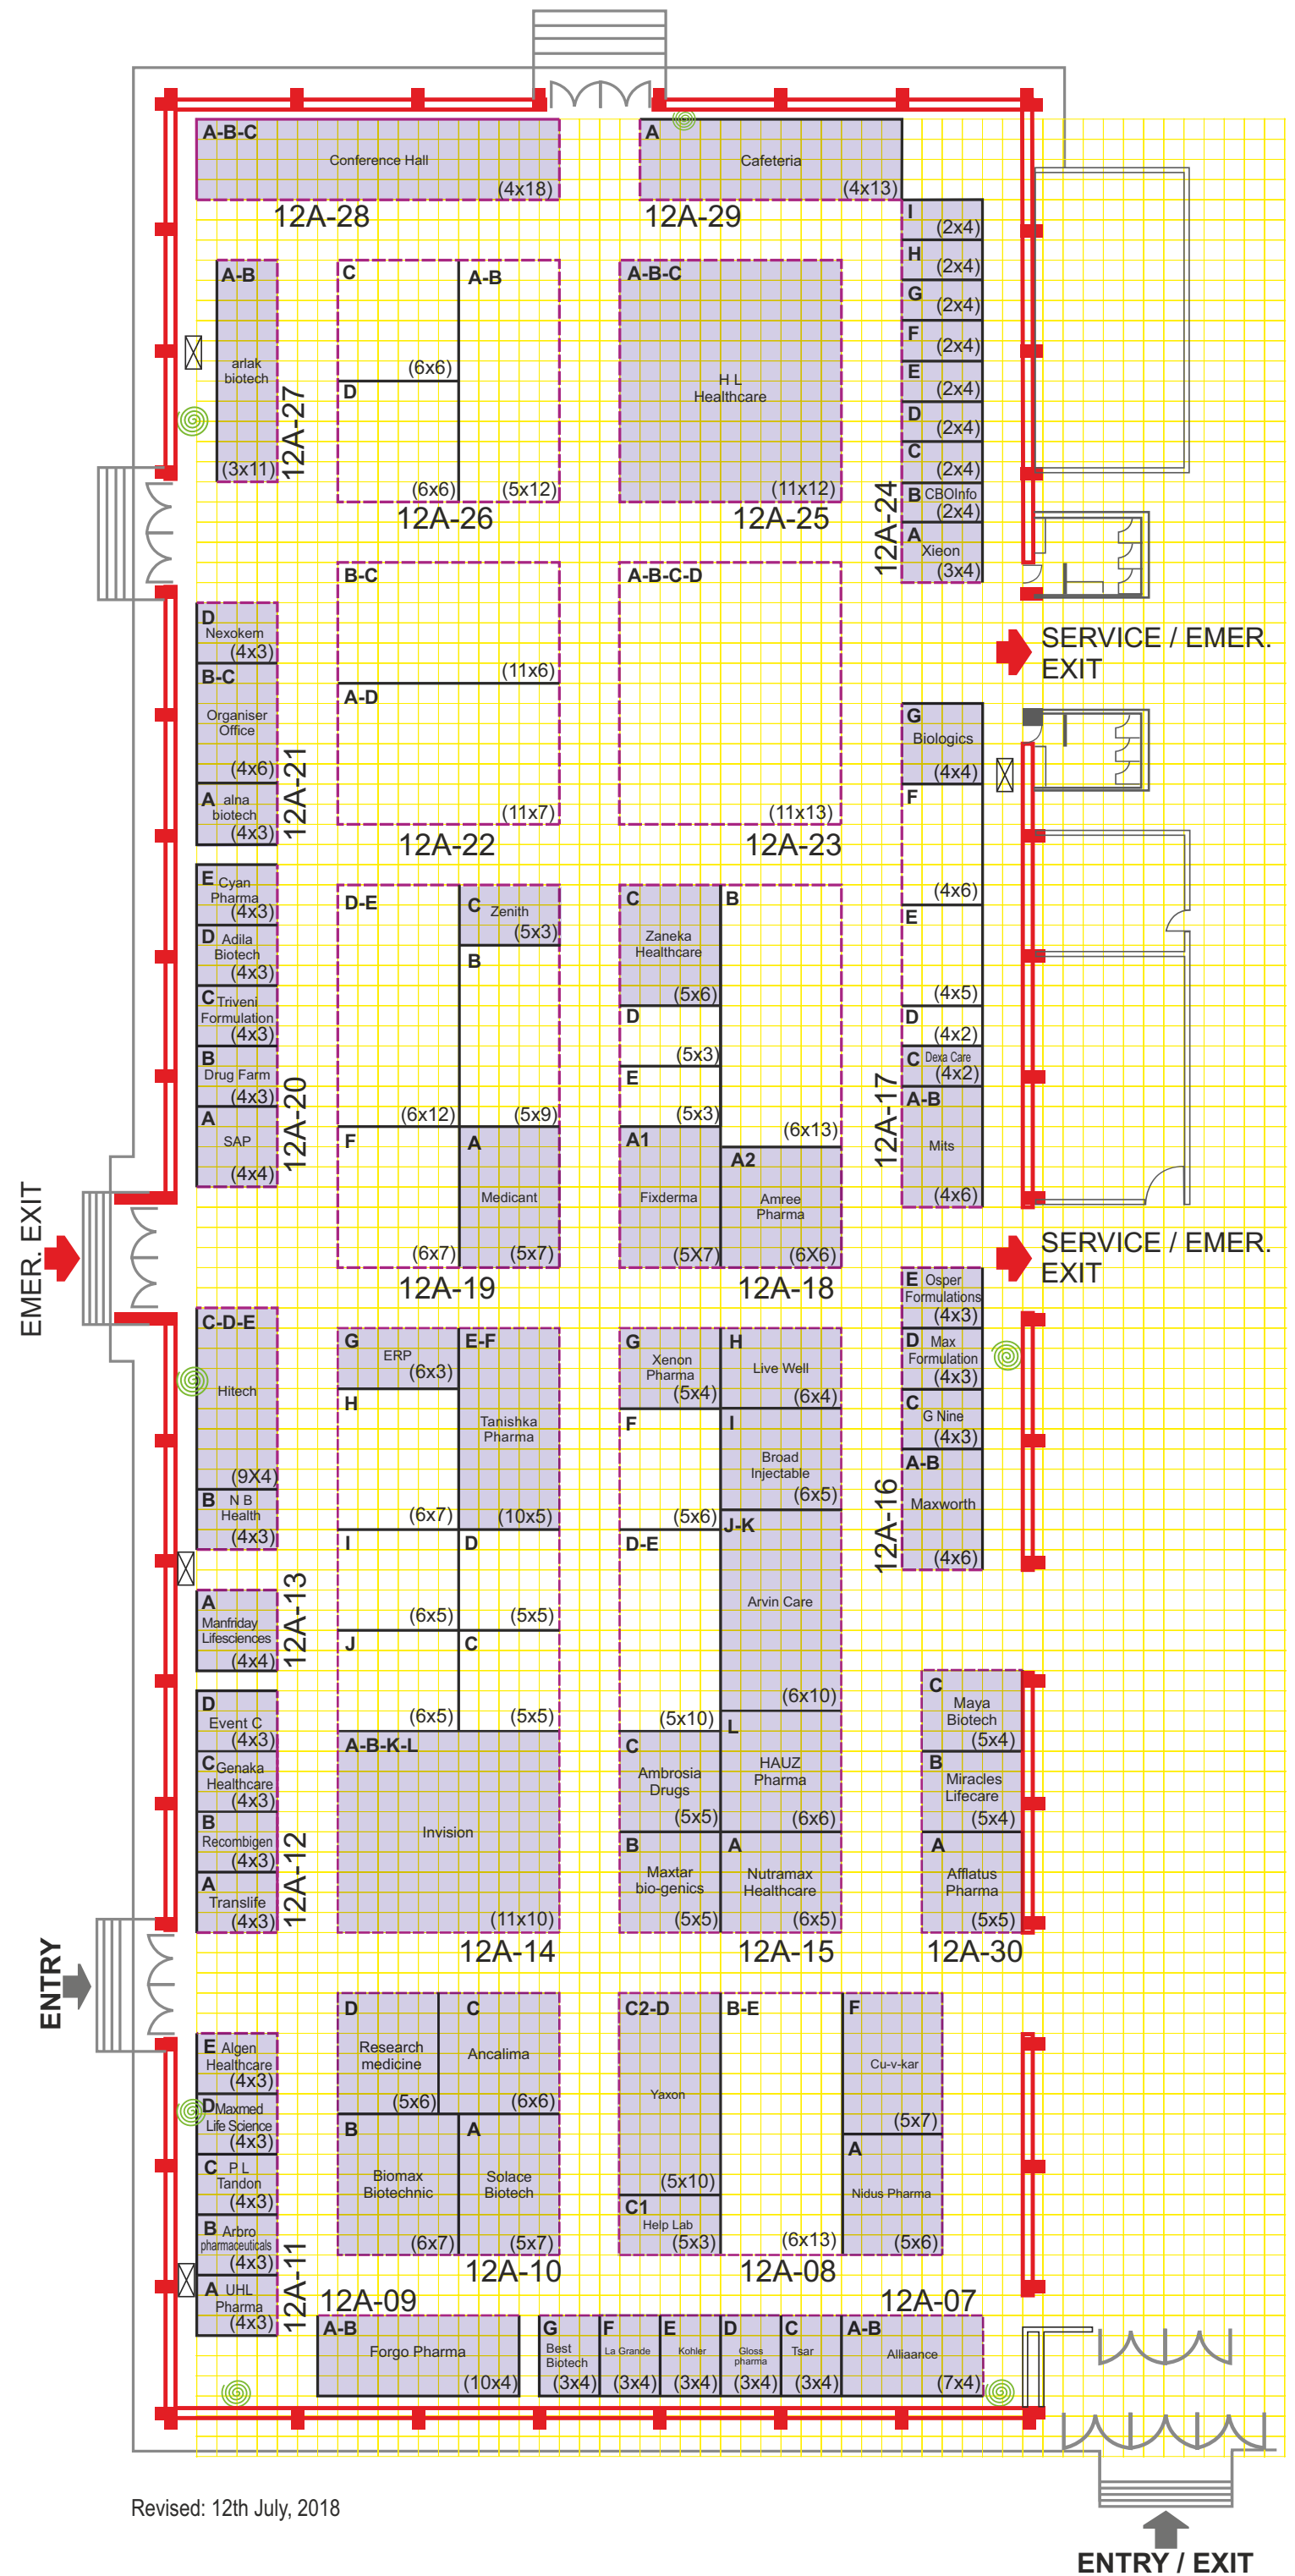 A-B-C
Conference Hall
(4x18)
12A-28
A
Cafeteria
(4x13)
12A-29
I
(2x4)
H
(2x4)
G
(2x4)
F
(2x4)
E
(2x4)
D
(2x4)
C
(2x4)
B CBOInfo
(2x4)
A
Xieon
(3x4)
12A-24
A-B
arlak
biotech
(3x11)
12A-27
C
(6x6)
A-B
D
(6x6)
(5x12)
12A-26
A-B-C
H L
Healthcare
(11x12)
12A-25
SERVICE / EMER.
EXIT
D
Nexokem
(4x3)
B-C
Organiser
Office
(4x6)
A alna
biotech
(4x3)
12A-21
B-C
(11x6)
A-D
(11x7)
12A-22
A-B-C-D
(11x13)
12A-23
G
Biologics
(4x4)
F
(4x6)
E
(4x5)
D
(4x2)
C Dexa Care
(4x2)
A-B
Mits
(4x6)
12A-17
E Cyan
Pharma
(4x3)
D Adila
Biotech
(4x3)
C Triveni
Formulation
(4x3)
B
Drug Farm
(4x3)
A
SAP
(4x4)
12A-20
D-E
(6x12)
C Zenith
(5x3)
B
(5x9)
F
(6x7)
A
Medicant
(5x7)
12A-19
C
Zaneka
Healthcare
(5x6)
B
(6x13)
D
(5x3)
E
(5x3)
A1
Fixderma
(5X7)
A2
Amree
Pharma
(6X6)
12A-18
EMER. EXIT
SERVICE / EMER.
EXIT
C-D-E
Hitech
(9X4)
B N B
Health
(4x3)
A
Manfriday
Lifesciences
(4x4)
12A-13
G
ERP
(6x3)
E-F
Tanishka
Pharma
(10x5)
H
(6x7)
I
(6x5)
D
(5x5)
J
(6x5)
C
(5x5)
A-B-K-L
Invision
(11x10)
12A-14
G
Xenon
Pharma
(5x4)
H
Live Well
(6x4)
F
(5x6)
I
Broad
Injectable
(6x5)
D-E
(5x10)
J-K
Arvin Care
(6x10)
C
Ambrosia
Drugs
(5x5)
L
HAUZ
Pharma
(6x6)
B
Maxtar
bio-genics
(5x5)
A
Nutramax
Healthcare
(6x5)
12A-15
E Osper
Formulations
(4x3)
D Max
Formulation
(4x3)
C
G Nine
(4x3)
A-B
Maxworth
(4x6)
12A-16
C
Maya
Biotech
(5x4)
B
Miracles
Lifecare
(5x4)
A
Afflatus
Pharma
(5x5)
12A-30
D
Event C
(4x3)
C Genaka
Healthcare
(4x3)
B
Recombigen
(4x3)
A
Translife
(4x3)
12A-12
ENTRY
E Algen
Healthcare
(4x3)
D Maxmed
Life Science
(4x3)
C P L
Tandon
(4x3)
B Arbro
pharmaceuticals
(4x3)
A UHL
Pharma
(4x3)
12A-11
D
Research
medicine
(5x6)
C
Ancalima
(6x6)
B
Biomax
Biotechnic
(6x7)
A
Solace
Biotech
(5x7)
12A-10
C2-D
Yaxon
(5x10)
C1
Help Lab
(5x3)
B-E
(6x13)
F
Cu-v-kar
(5x7)
A
Nidus Pharma
(5x6)
12A-08
12A-09
A-B
Forgo Pharma
(10x4)
12A-07
G
Best
Biotech
(3x4)
F
La Grande
(3x4)
E
Kohler
(3x4)
D
Gloss
pharma
(3x4)
C
Tsar
(3x4)
A-B
Alliaance
(7x4)
Revised: 12th July, 2018
ENTRY / EXIT